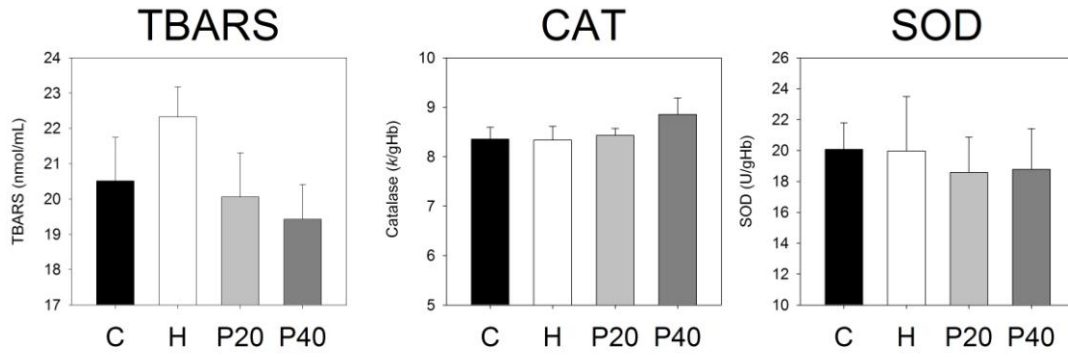 TBARS
TBARS (nmol/mL)
24
23
22
21
20
19
18
17
C H P20 P40
CAT
Catalase (k/gHb)
10
9
8
7
6
5
C H P20 P40
SOD
SOD (U/gHb)
26
24
22
20
18
16
14
12
10
C H P20 P40